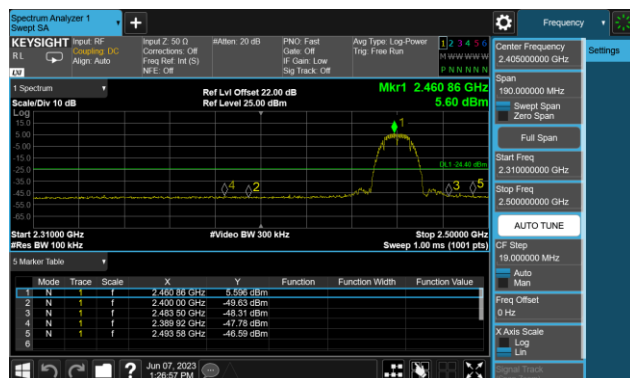 Spectrum Analyzer 1
Swept SA
Frequency
KEYSIGHT
R L
Input: RF
Coupling: DC
Align: Auto
Input Z: 50 Ω
Corrections: Off
Freq Ref: Int (S)
NFE: Off
#Atten: 20 dB
PNO: Fast
Gate: Off
IF Gain: Low
Sig Track: Off
Avg Type: Log-Power
Trig: Free Run
1 2 3 4 5 6
M W W W W W
P N N N N N
LXI
1 Spectrum
Scale/Div 10 dB
Ref Lvl Offset 22.00 dB
Ref Level 25.00 dBm
Mkr1 2.460 86 GHz
5.60 dBm
Log
15.0
5.00
-5.00
-15.0
-25.0
-35.0
-45.0
-55.0
-65.0
1
DL1 -24.40 dBm
4
2
3
5
Start 2.31000 GHz
#Res BW 100 kHz
#Video BW 300 kHz
Stop 2.50000 GHz
Sweep 1.00 ms (1001 pts)
5 Marker Table
Mode Trace Scale X Y Function Function Width Function Value
1 N 1 f 2.460 86 GHz 5.596 dBm
2 N 1 f 2.400 00 GHz -49.63 dBm
3 N 1 f 2.483 50 GHz -48.31 dBm
4 N 1 f 2.389 92 GHz -47.78 dBm
5 N 1 f 2.493 58 GHz -46.59 dBm
6
?
Jun 07, 2023
1:26:57 PM
Center Frequency
2.405000000 GHz
Settings
Span
190.000000 MHz
Swept Span
Zero Span
Full Span
Start Freq
2.310000000 GHz
Stop Freq
2.500000000 GHz
AUTO TUNE
CF Step
19.000000 MHz
Auto
Man
Freq Offset
0 Hz
X Axis Scale
Log
Lin
Signal Track